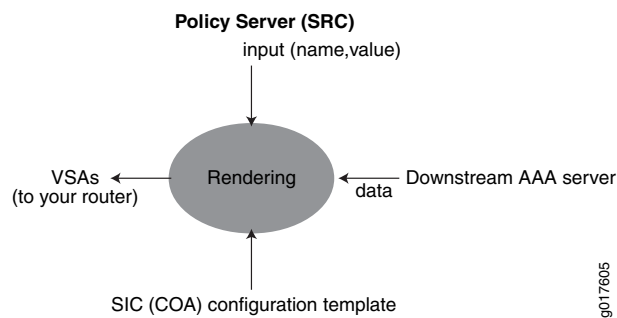 Policy Server (SRC)
input (name,value)
VSAs
(to your router)
Rendering
data
Downstream AAA server
SIC (COA) configuration template
g017605